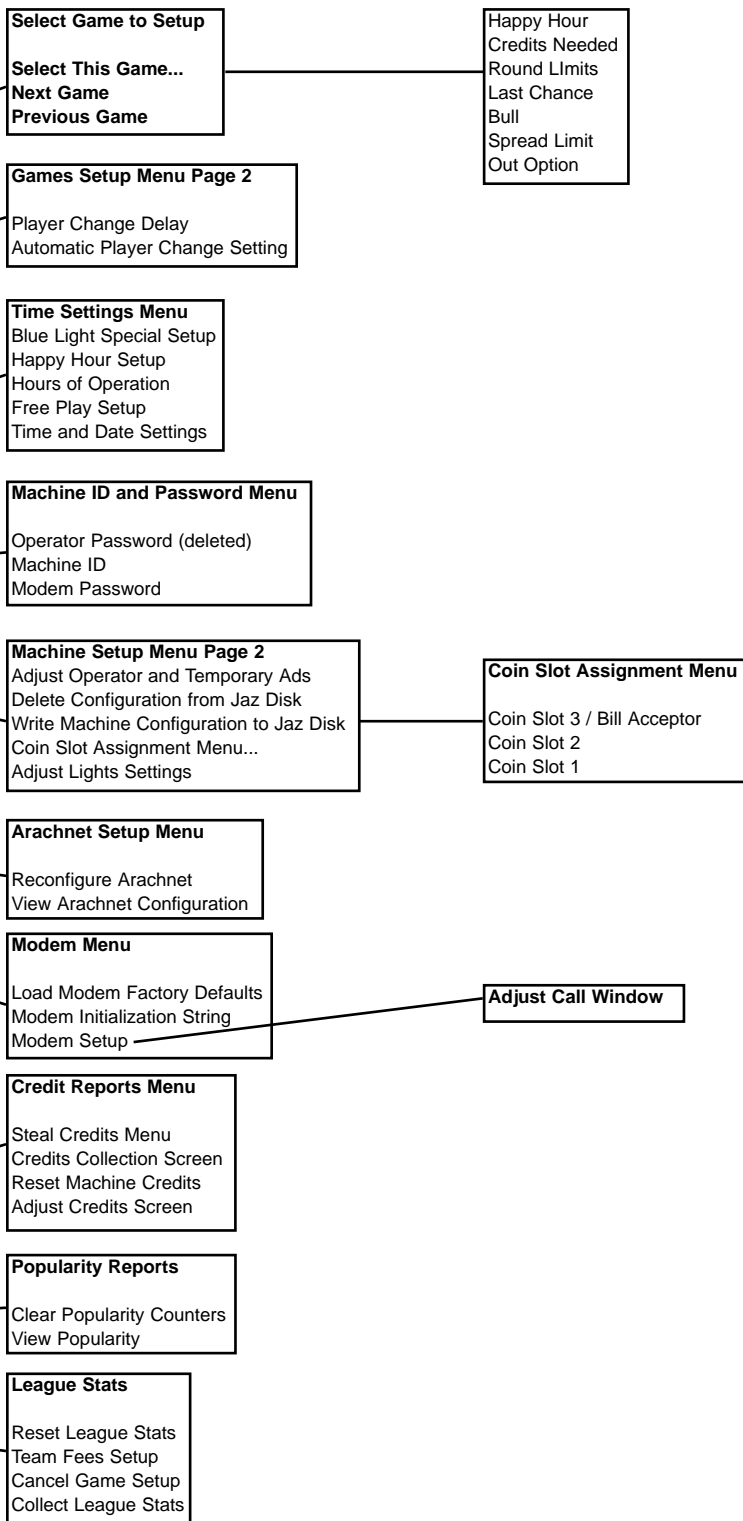 Select Game to Setup
Select This Game...
Next Game
Previous Game
Happy Hour
Credits Needed
Round LImits
Last Chance
Bull
Spread Limit
Out Option
Games Setup Menu Page 2
Player Change Delay
Automatic Player Change Setting
Time Settings Menu
Blue Light Special Setup
Happy Hour Setup
Hours of Operation
Free Play Setup
Time and Date Settings
Machine ID and Password Menu
Operator Password (deleted)
Machine ID
Modem Password
Machine Setup Menu Page 2
Adjust Operator and Temporary Ads
Delete Configuration from Jaz Disk
Write Machine Configuration to Jaz Disk
Coin Slot Assignment Menu...
Adjust Lights Settings
Coin Slot Assignment Menu
Coin Slot 3 / Bill Acceptor
Coin Slot 2
Coin Slot 1
Arachnet Setup Menu
Reconfigure Arachnet
View Arachnet Configuration
Modem Menu
Load Modem Factory Defaults
Modem Initialization String
Modem Setup
Adjust Call Window
Credit Reports Menu
Steal Credits Menu
Credits Collection Screen
Reset Machine Credits
Adjust Credits Screen
Popularity Reports
Clear Popularity Counters
View Popularity
League Stats
Reset League Stats
Team Fees Setup
Cancel Game Setup
Collect League Stats